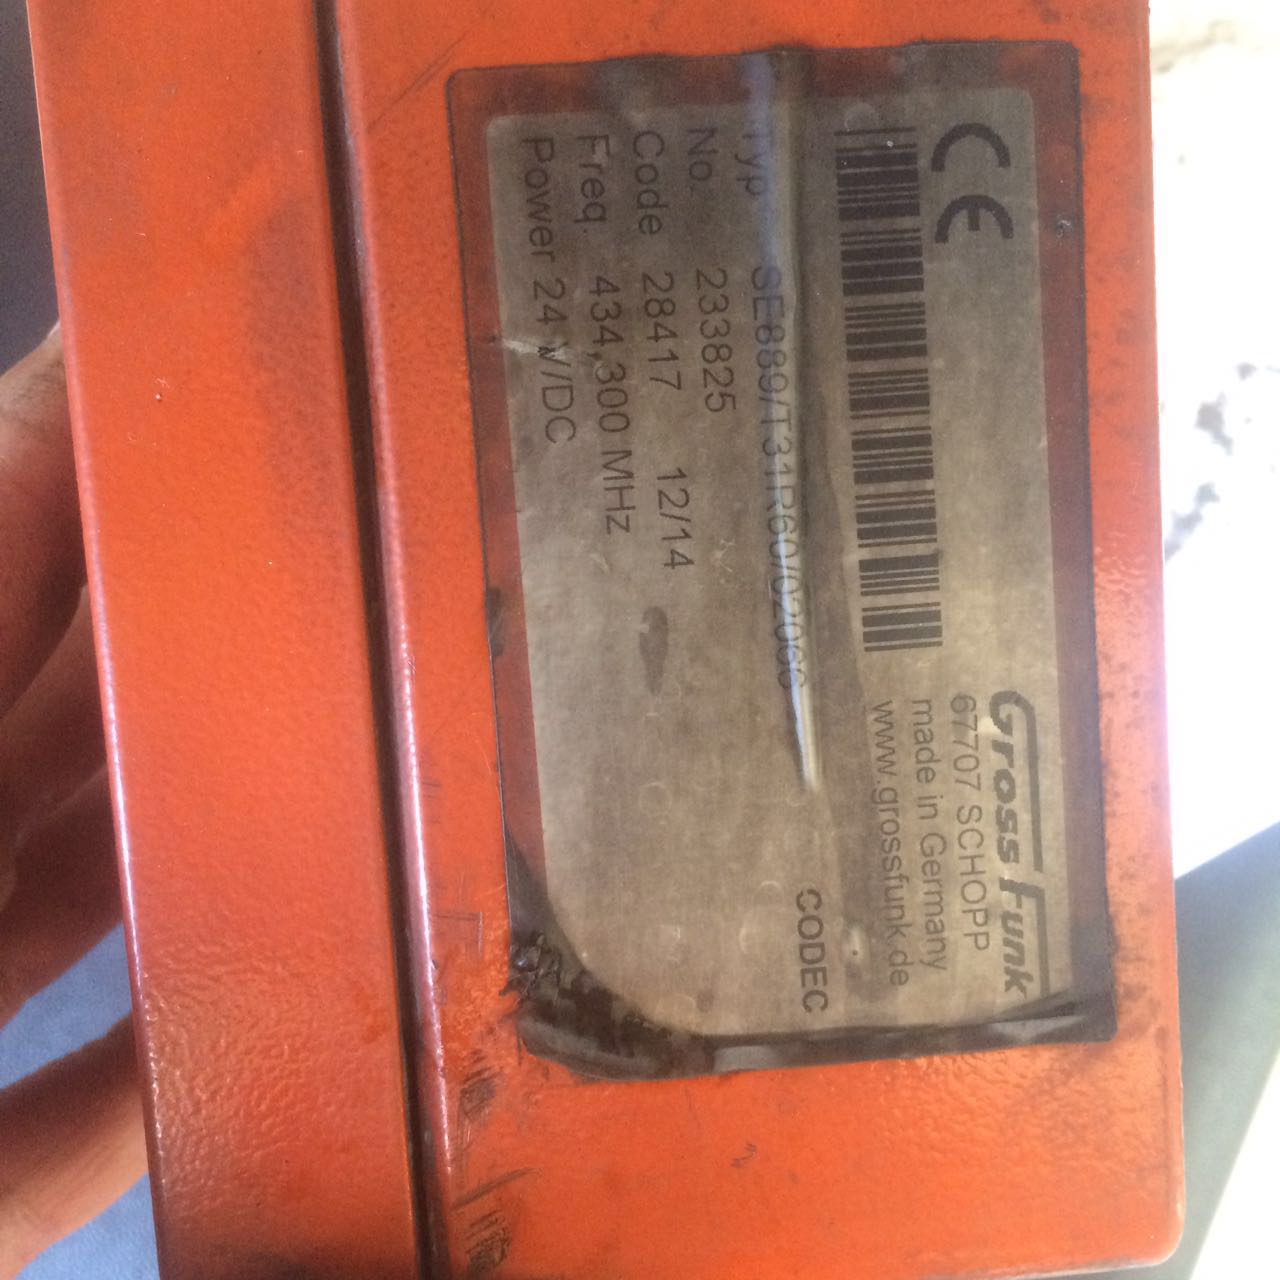 CE
Gross Funk
67707 SCHOPP
made in Germany
www.grossfunk.de
CODEC
Typ SE889/T31R60/02066
No. 233825
Code 28417 12/14
Freq. 434,300 MHz
Power 24 V/DC